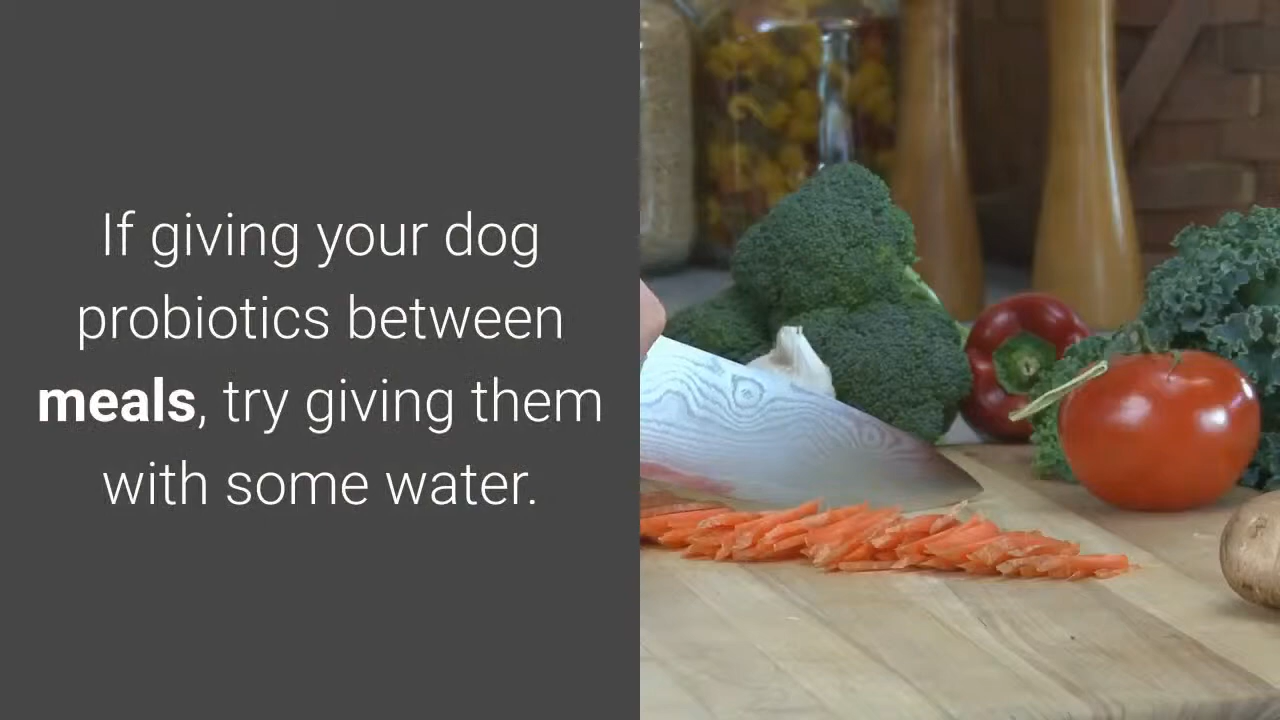 If giving your dog
probiotics between
meals, try giving them
with some water.